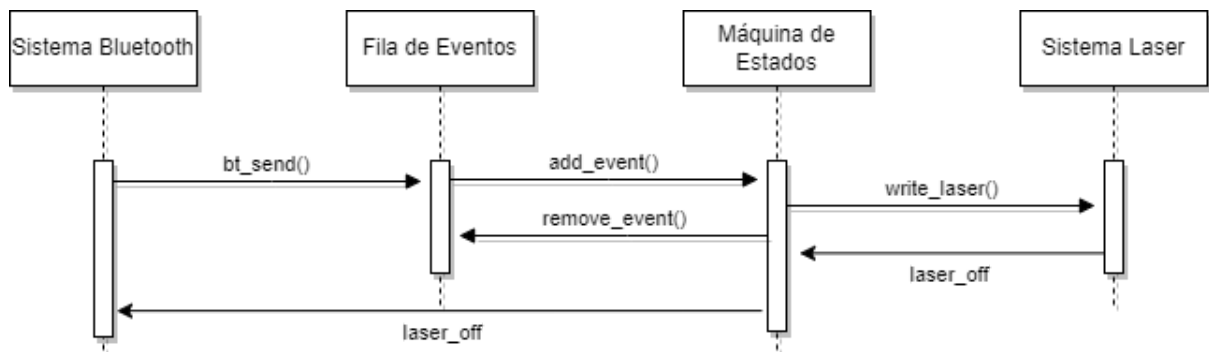 Sistema Bluetooth
Fila de Eventos
Máquina de
Estados
Sistema Laser
bt_send()
add_event()
write_laser()
remove_event()
laser_off
laser_off